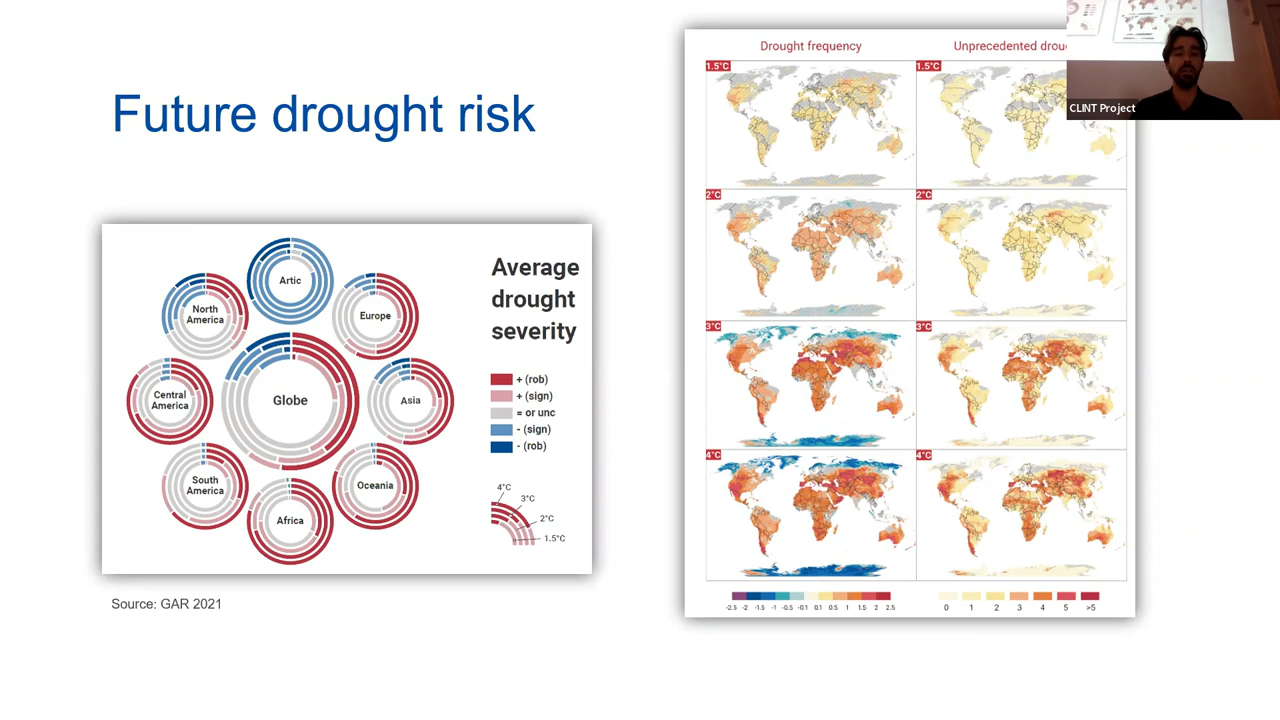 Future drought risk
Average
drought
severity
Artic
North
America
Europe
Central
America
Globe
Asia
South
America
Africa
Oceania
+ (rob)
+ (sign)
= or unc
- (sign)
- (rob)
4°C
3°C
2°C
1.5°C
Source: GAR 2021
Drought frequency
Unprecedented drou
1.5°C
1.5°C
2°C
2°C
3°C
3°C
4°C
4°C
-2.5 -2 -1.5 -1 -0.5 -0.1 0.1 0.5 1 1.5 2 2.5
0 1 2 3 4 5 >5
CLINT Project